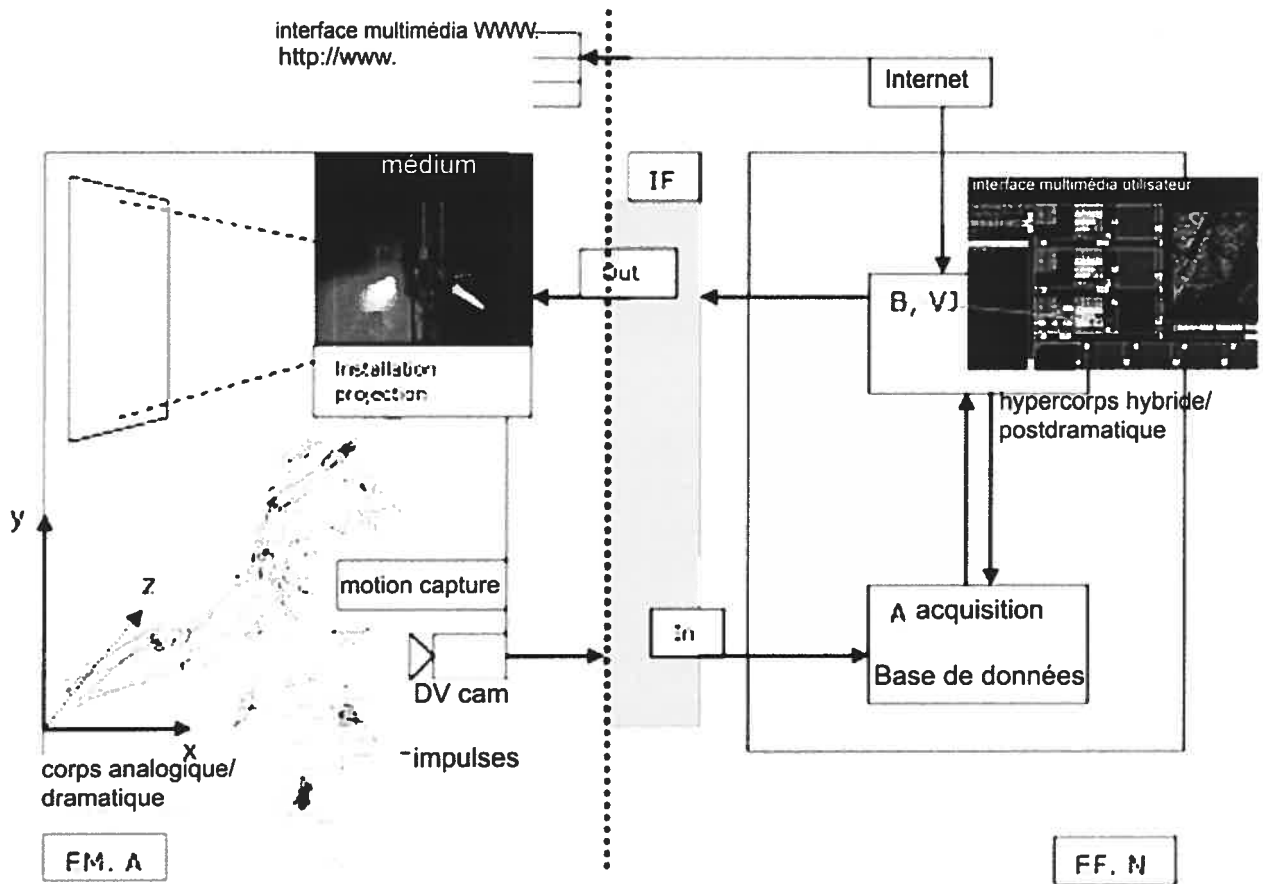 interface multimédia WWW.
http://www.
Internet
médium
IF
interface multimédia utilisateur
Out
B, VJ
Installation
projection
hypercorps hybride/
postdramatique
y
z
motion capture
A acquisition
In
Base de données
DV cam
x
-impulses
corps analogique/
dramatique
FM. A
FF. N